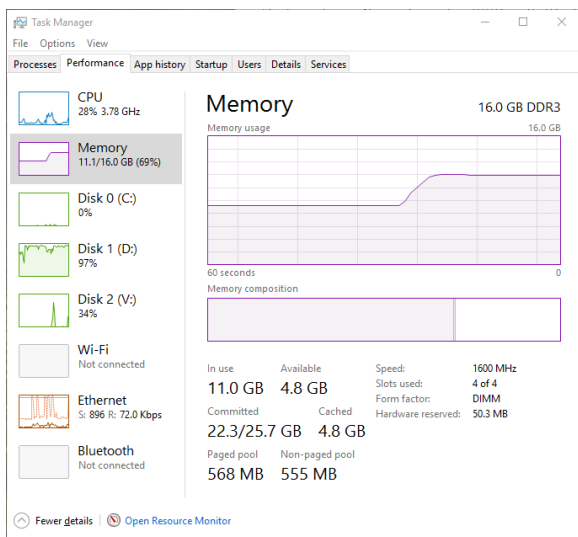 Task Manager
File Options View
Processes Performance App history Startup Users Details Services
CPU
28% 3.78 GHz
Memory
11.1/16.0 GB (69%)
Disk 0 (C:)
0%
Disk 1 (D:)
97%
Disk 2 (V:)
34%
Wi-Fi
Not connected
Ethernet
S: 896 R: 72.0 Kbps
Bluetooth
Not connected
Memory 16.0 GB DDR3
Memory usage 16.0 GB
60 seconds 0
Memory composition
In use Available
11.0 GB 4.8 GB
Committed Cached
22.3/25.7 GB 4.8 GB
Paged pool Non-paged pool
568 MB 555 MB
Speed: 1600 MHz
Slots used: 4 of 4
Form factor: DIMM
Hardware reserved: 50.3 MB
Fewer details Open Resource Monitor